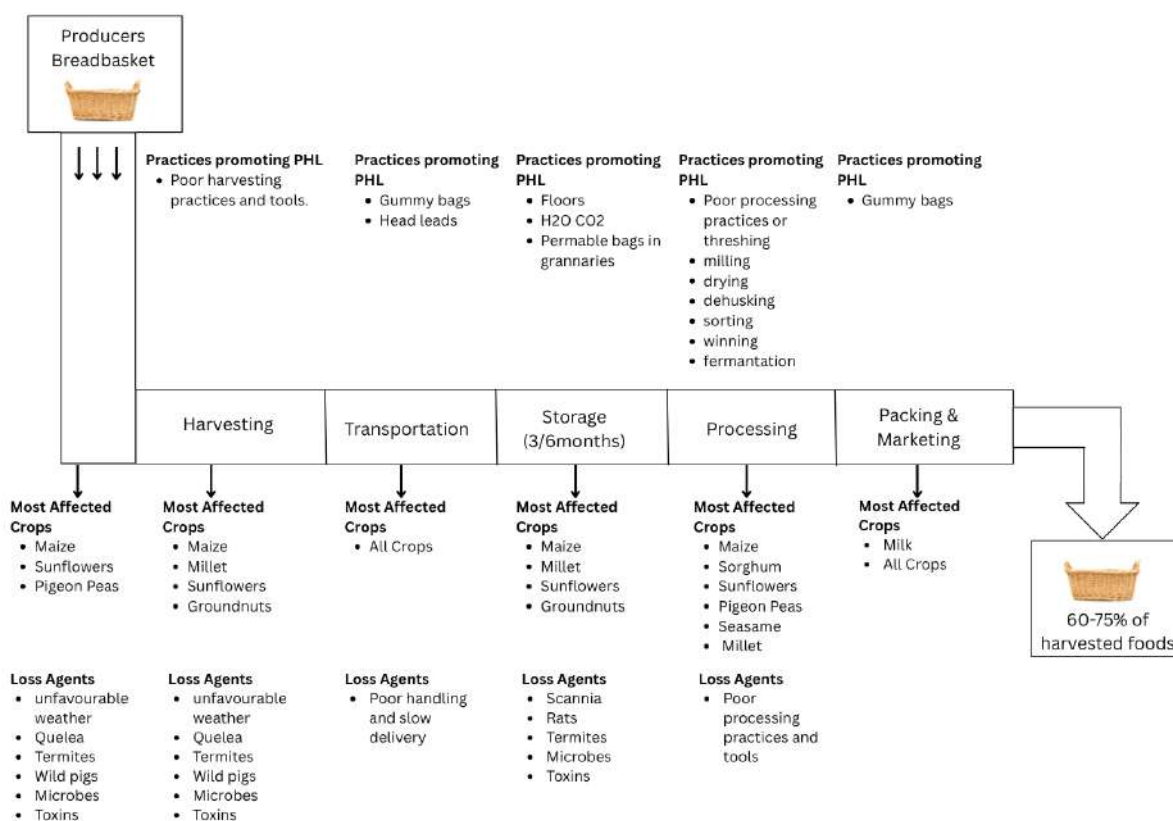 Producers
Breadbasket
Practices promoting PHL
Poor harvesting
practices and tools.
Practices promoting
PHL
Gummy bags
Head leads
Practices promoting
PHL
Floors
H2O CO2
Permable bags in
grannaries
Practices promoting
PHL
Poor processing
practices or
threshing
milling
drying
dehusking
sorting
winning
fermantation
Practices promoting
PHL
Gummy bags
Harvesting
Transportation
Storage
(3/6months)
Processing
Packing &
Marketing
Most Affected
Crops
Maize
Sunflowers
Pigeon Peas
Most Affected
Crops
Maize
Millet
Sunflowers
Groundnuts
Most Affected
Crops
All Crops
Most Affected
Crops
Maize
Millet
Sunflowers
Groundnuts
Most Affected
Crops
Maize
Sorghum
Sunflowers
Pigeon Peas
Seasame
Millet
Most Affected
Crops
Milk
All Crops
60-75% of
harvested foods
Loss Agents
unfavourable
weather
Quelea
Termites
Wild pigs
Microbes
Toxins
Loss Agents
unfavourable
weather
Quelea
Termites
Wild pigs
Microbes
Toxins
Loss Agents
Poor handling
and slow
delivery
Loss Agents
Scannia
Rats
Termites
Microbes
Toxins
Loss Agents
Poor
processing
practices and
tools